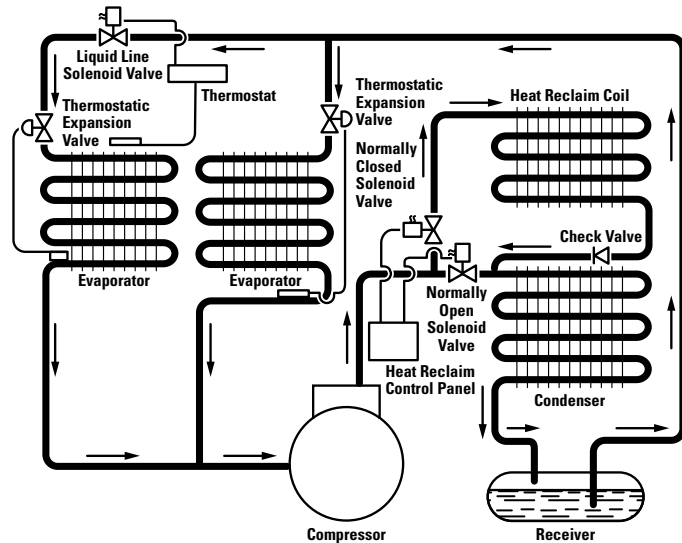 Liquid Line
Solenoid Valve
Thermostat
Thermostatic
Expansion
Valve
Thermostatic
Expansion
Valve
Heat Reclaim Coil
Normally
Closed
Solenoid
Valve
Check Valve
Evaporator
Evaporator
Normally
Open
Solenoid
Valve
Heat Reclaim
Control Panel
Condenser
Compressor
Receiver